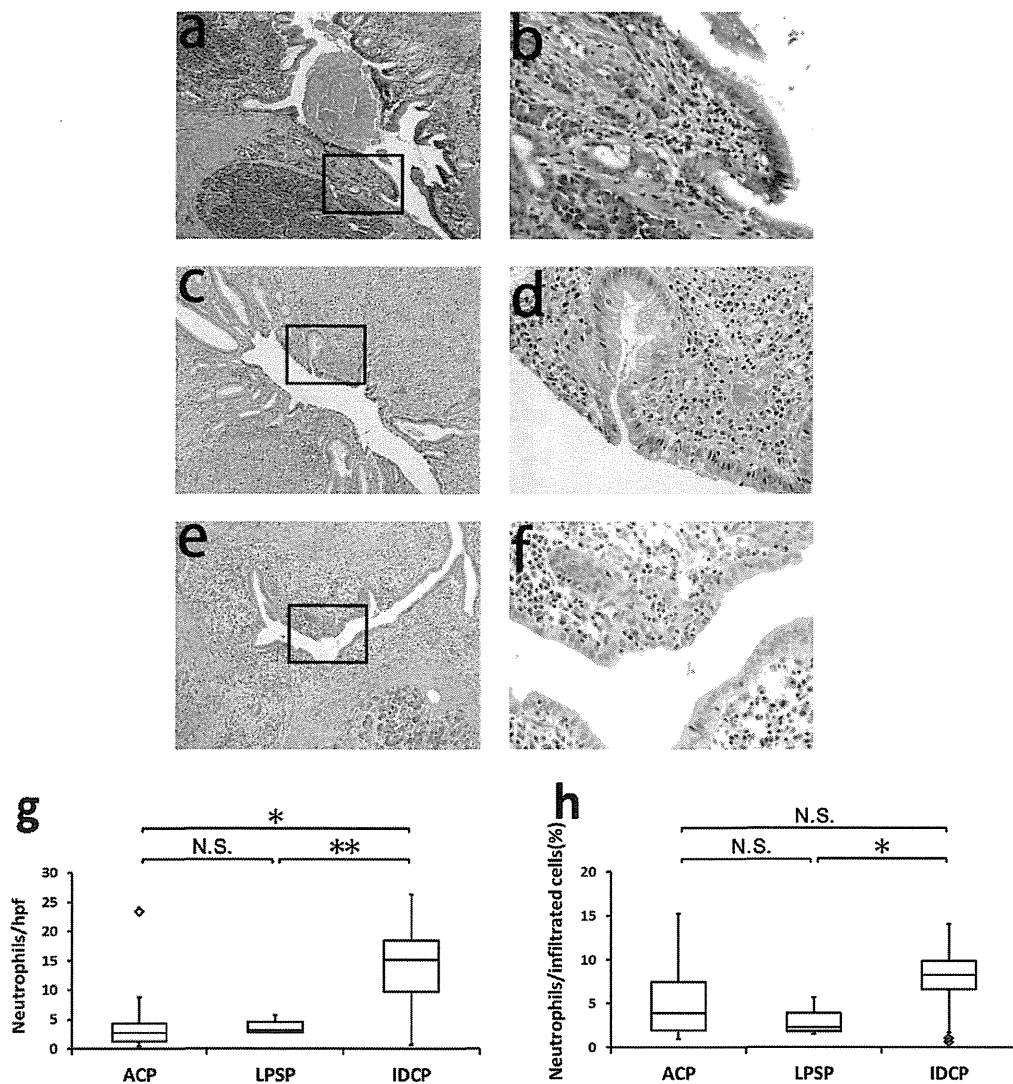 a
b
c
d
e
f
g
*
N.S.
**
Neutrophils/hpf
30
25
20
15
10
5
0
ACP
LPSP
IDCP
h
N.S.
N.S.
*
Neutrophils/infiltrated cells(%)
20
15
10
5
0
ACP
LPSP
IDCP